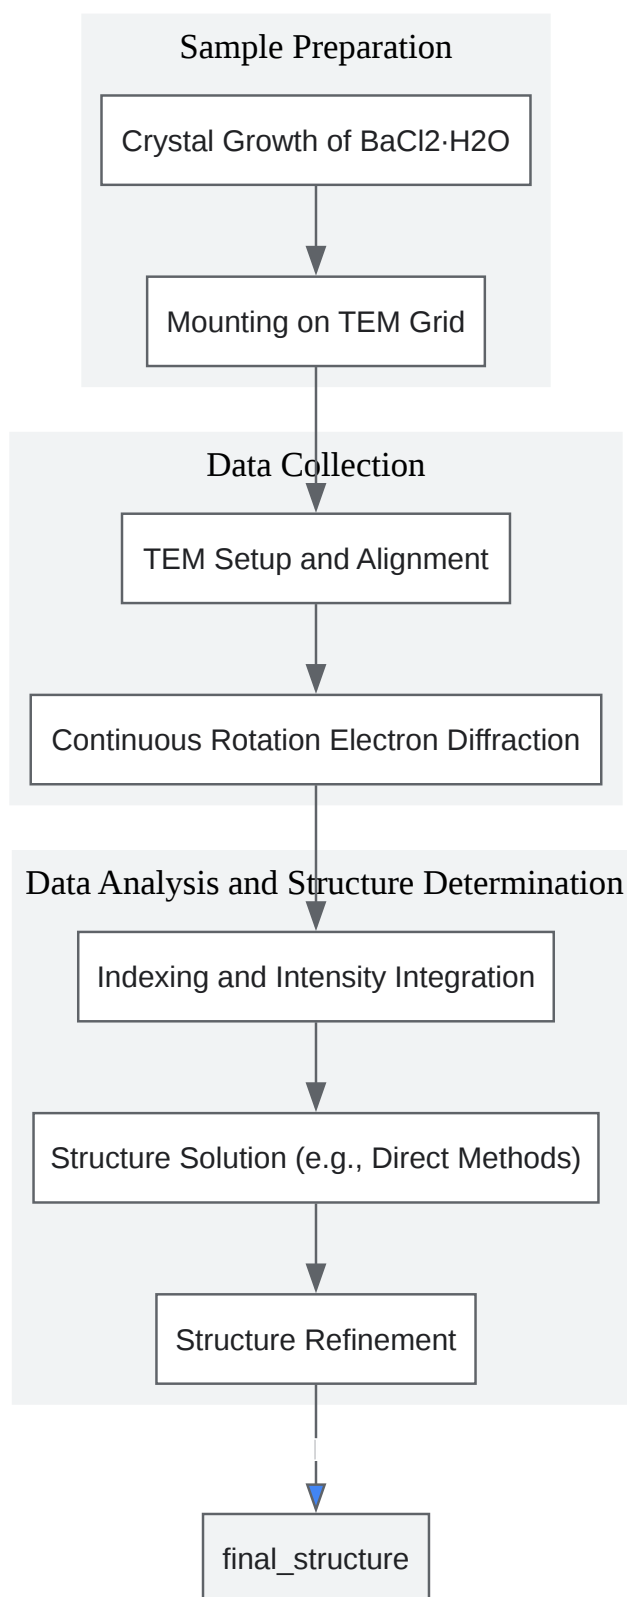 Sample Preparation
Crystal Growth of BaCl2·H2O
Mounting on TEM Grid
Data Collection
TEM Setup and Alignment
Continuous Rotation Electron Diffraction
Data Analysis and Structure Determination
Indexing and Intensity Integration
Structure Solution (e.g., Direct Methods)
Structure Refinement
final_structure